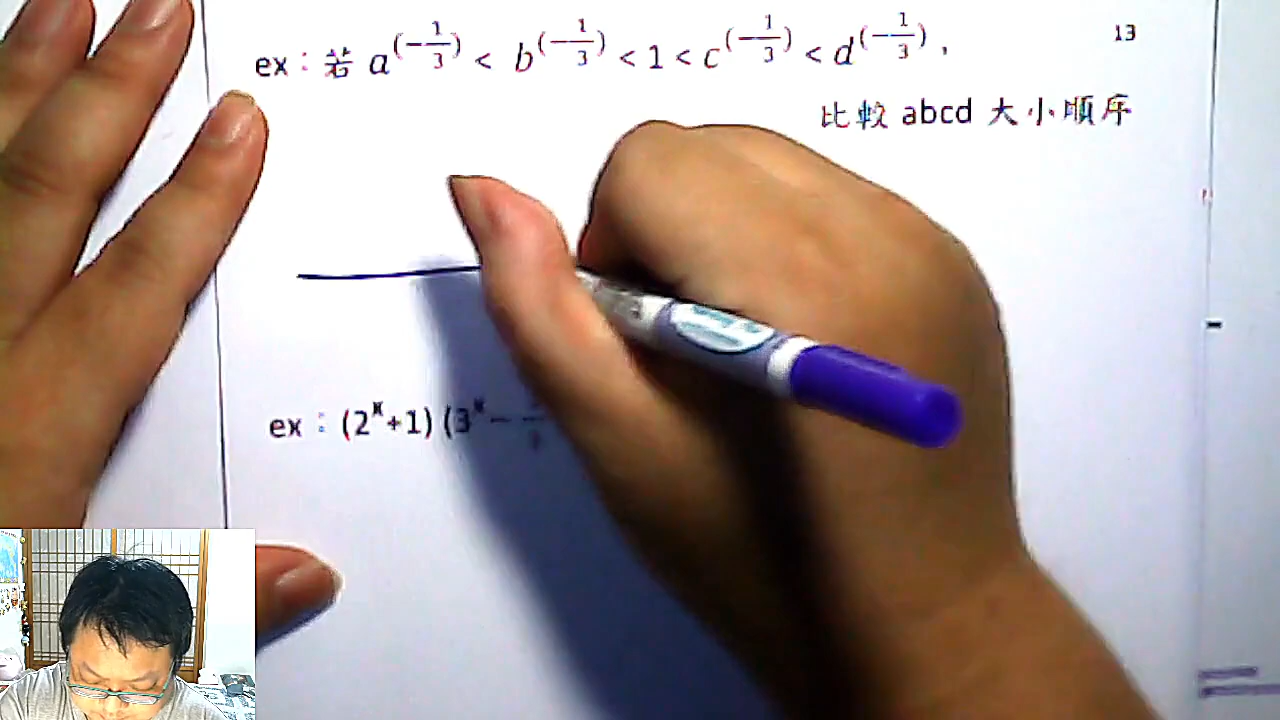 ex：若 a^(-1/3) < b^(-1/3) < 1 < c^(-1/3) < d^(-1/3) ,
13
比較 abcd 大小順序
ex：(2^x+1) (3^x-